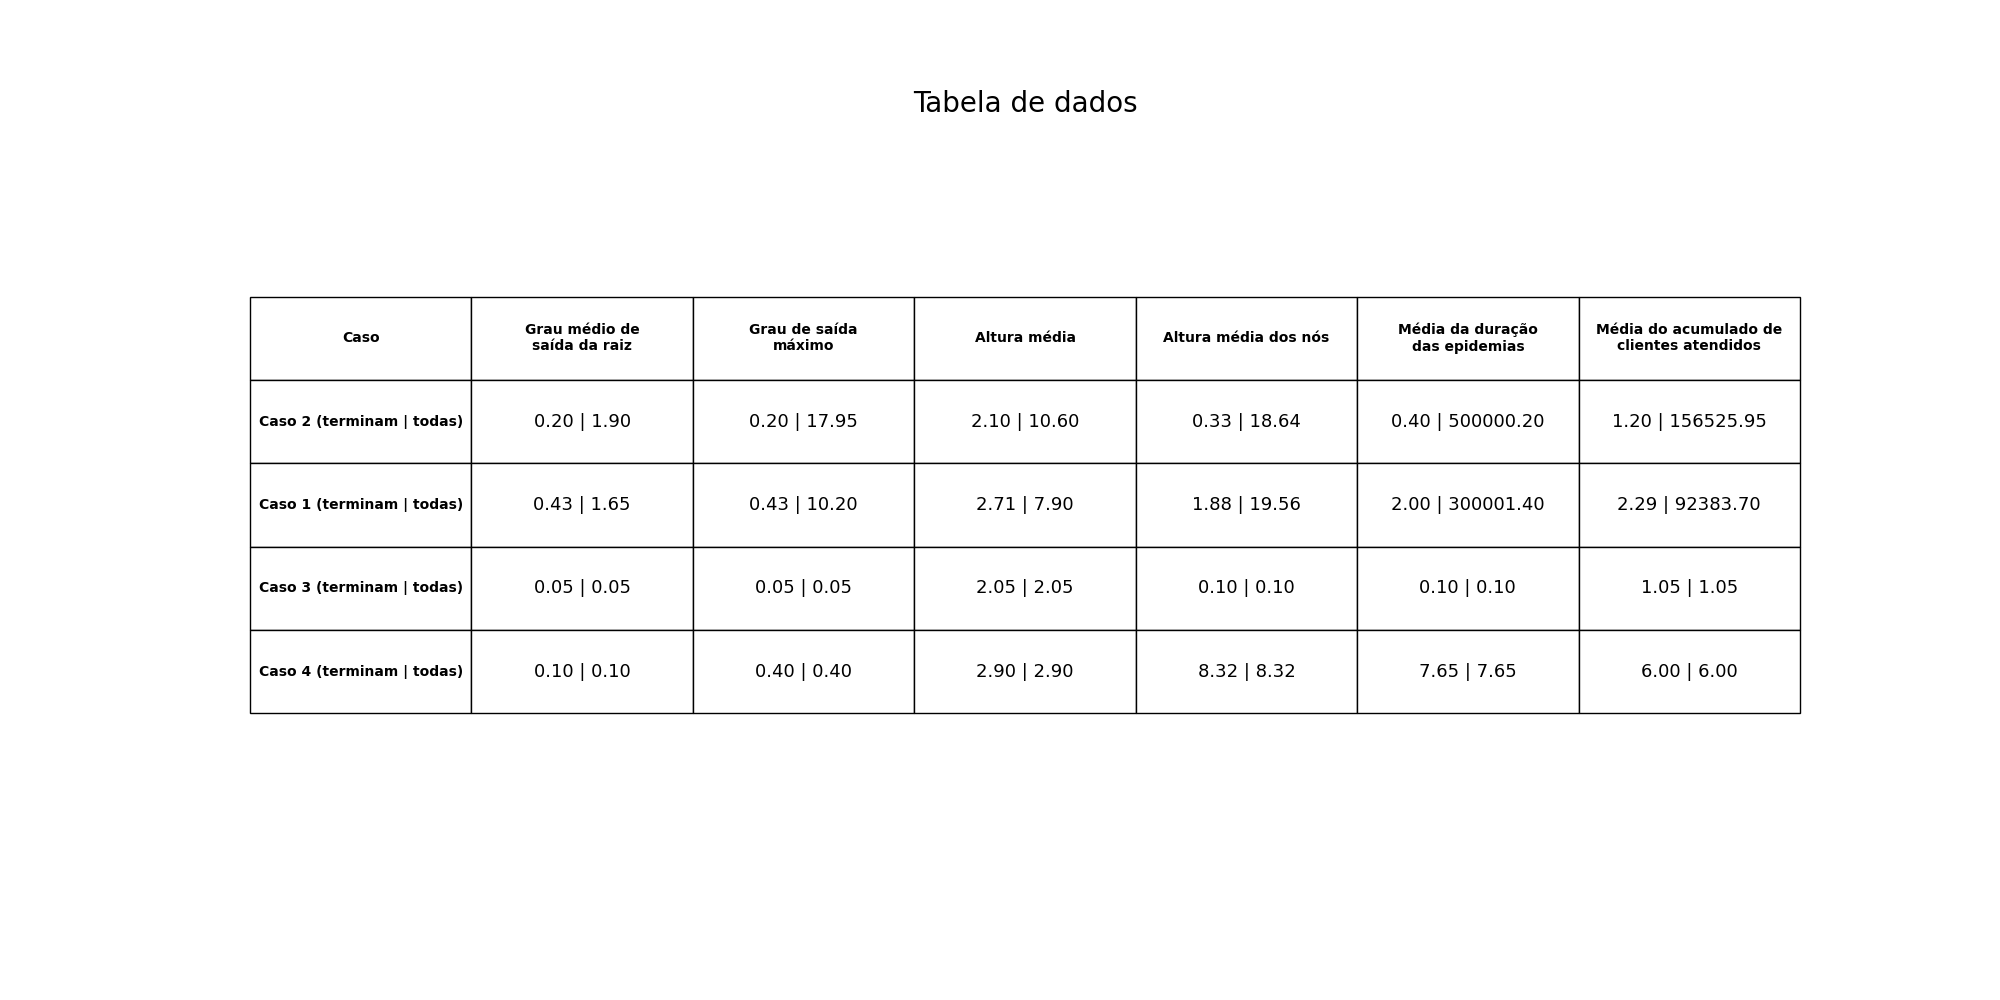 Tabela de dados
Caso
Grau médio de
saída da raiz
Grau de saída
máximo
Altura média
Altura média dos nós
Média da duração
das epidemias
Média do acumulado de
clientes atendidos
Caso 2 (terminam | todas)
0.20 | 1.90
0.20 | 17.95
2.10 | 10.60
0.33 | 18.64
0.40 | 500000.20
1.20 | 156525.95
Caso 1 (terminam | todas)
0.43 | 1.65
0.43 | 10.20
2.71 | 7.90
1.88 | 19.56
2.00 | 300001.40
2.29 | 92383.70
Caso 3 (terminam | todas)
0.05 | 0.05
0.05 | 0.05
2.05 | 2.05
0.10 | 0.10
0.10 | 0.10
1.05 | 1.05
Caso 4 (terminam | todas)
0.10 | 0.10
0.40 | 0.40
2.90 | 2.90
8.32 | 8.32
7.65 | 7.65
6.00 | 6.00